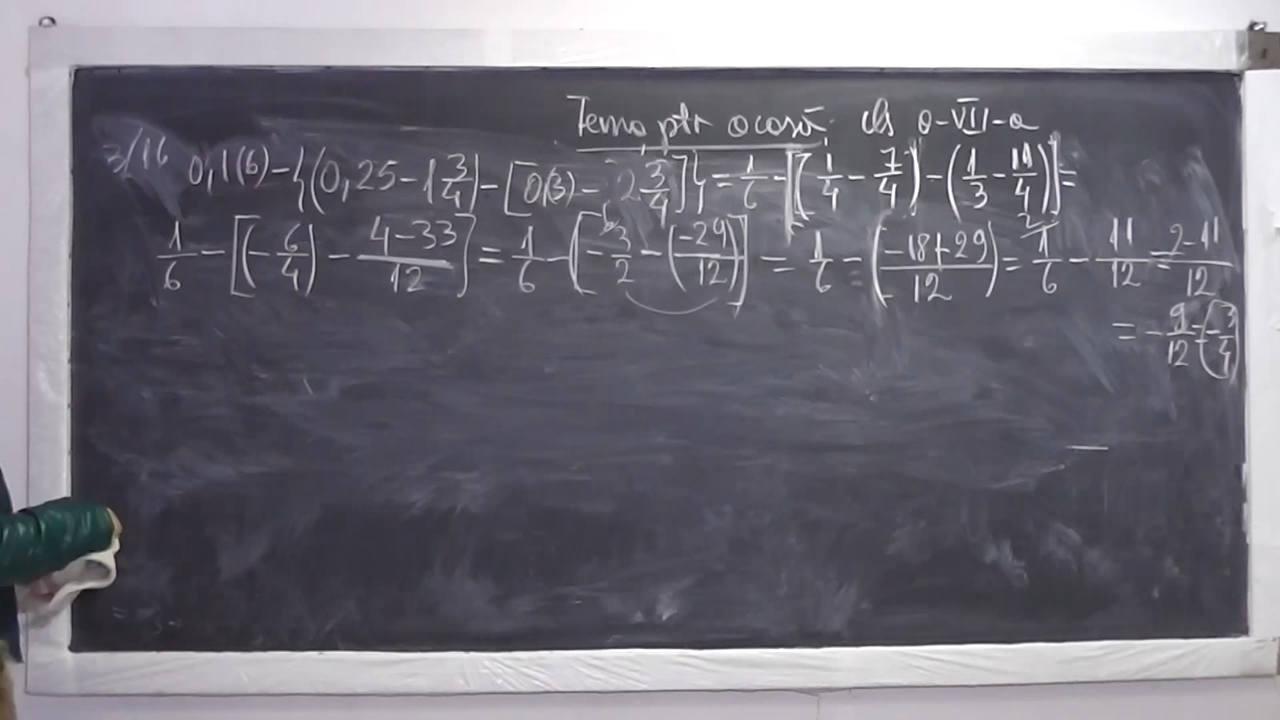 Tema ptr acasă cls a-VII-a
3/16 0,1(6)-{(0,25-1 3/4)-[0,(3)-2 3/4]}=1/6-[(1/4-7/4)-(1/3-11/4)]=
1/6-[(-6/4)-(4-33)/12]=1/6-[-3/2-(-29/12)]=1/6-((-18+29)/12)=1/6-11/12=(2-11)/12
=-9/12=(-3/4)